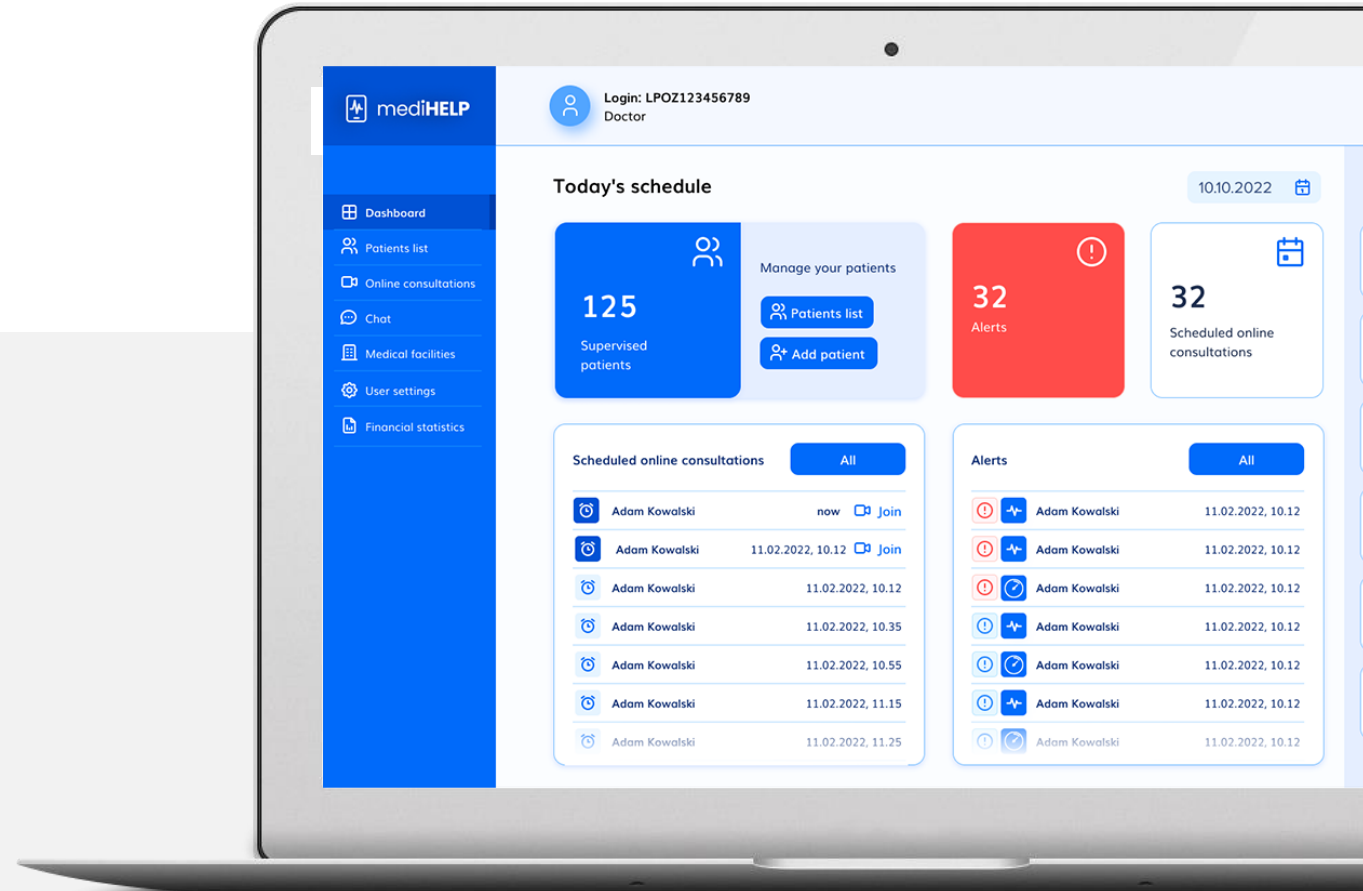 mediHELP
Login: LPOZ123456789
Doctor
Dashboard
Patients list
Online consultations
Chat
Medical facilities
User settings
Financial statistics
Today's schedule
10.10.2022
125
Supervised
patients
Manage your patients
Patients list
Add patient
32
Alerts
32
Scheduled online
consultations
Scheduled online consultations All
Adam Kowalski now Join
Adam Kowalski 11.02.2022, 10.12 Join
Adam Kowalski 11.02.2022, 10.12
Adam Kowalski 11.02.2022, 10.35
Adam Kowalski 11.02.2022, 10.55
Adam Kowalski 11.02.2022, 11.15
Adam Kowalski 11.02.2022, 11.25
Alerts All
Adam Kowalski 11.02.2022, 10.12
Adam Kowalski 11.02.2022, 10.12
Adam Kowalski 11.02.2022, 10.12
Adam Kowalski 11.02.2022, 10.12
Adam Kowalski 11.02.2022, 10.12
Adam Kowalski 11.02.2022, 10.12
Adam Kowalski 11.02.2022, 10.12